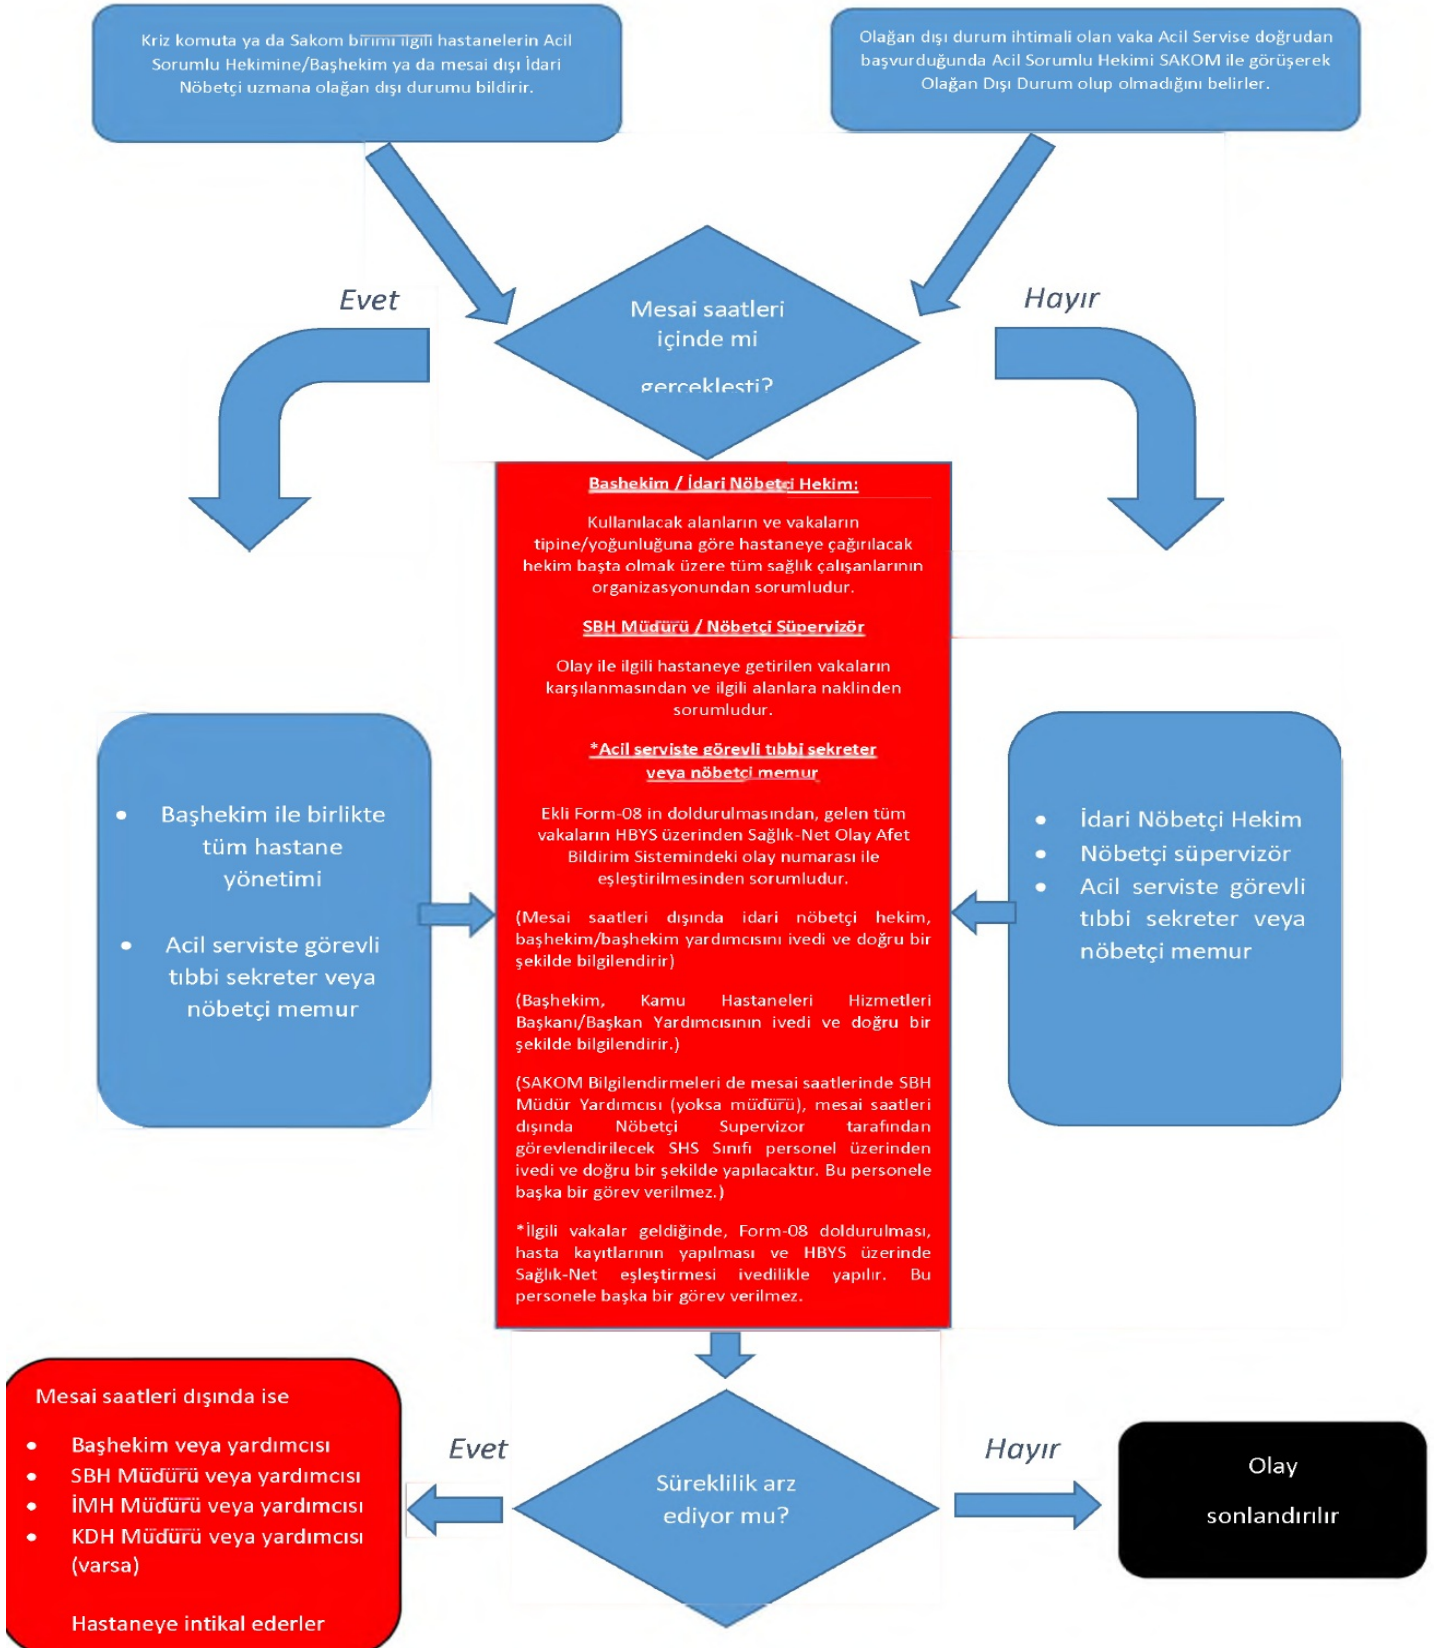 Kriz komuta ya da Sakom birimi ilgili hastanelerin Acil
Sorumlu Hekimine/Başhekim ya da mesai dışı İdari
Nöbetçi uzmana olağan dışı durumu bildirir.
Olağan dışı durum ihtimali olan vaka Acil Servise doğrudan
başvurduğunda Acil Sorumlu Hekimi SAKOM ile görüşerek
Olağan Dışı Durum olup olmadığını belirler.
Evet
Mesai saatleri
içinde mi
gerceklesti?
Hayır
Bashekim / İdari Nöbetçi Hekim:
Kullanılacak alanların ve vakaların
tipine/yoğunluğuna göre hastaneye çağırılacak
hekim başta olmak üzere tüm sağlık çalışanlarının
organizasyonundan sorumludur.
SBH Müdürü / Nöbetçi Süpervizör
Olay ile ilgili hastaneye getirilen vakaların
karşılanmasından ve ilgili alanlara naklinden
sorumludur.
*Acil serviste görevli tıbbi sekreter
veya nöbetci memur
Ekli Form-08 in doldurulmasından, gelen tüm
vakaların HBYS üzerinden Sağlık-Net Olay Afet
Bildirim Sistemindeki olay numarası ile
eşleştirilmesinden sorumludur.
(Mesai saatleri dışında idari nöbetçi hekim,
başhekim/başhekim yardımcısını ivedi ve doğru bir
şekilde bilgilendirir)
(Başhekim, Kamu Hastaneleri Hizmetleri
Başkanı/Başkan Yardımcısının ivedi ve doğru bir
şekilde bilgilendirir.)
(SAKOM Bilgilendirmeleri de mesai saatlerinde SBH
Müdür Yardımcısı (yoksa müdürü), mesai saatleri
dışında Nöbetçi Supervizor tarafından
görevlendirilecek SHS Sınıfı personel üzerinden
ivedi ve doğru bir şekilde yapılacaktır. Bu personele
başka bir görev verilmez.)
*İlgili vakalar geldiğinde, Form-08 doldurulması,
hasta kayıtlarının yapılması ve HBYS üzerinde
Sağlık-Net eşleştirmesi ivedilikle yapılır. Bu
personele başka bir görev verilmez.
• Başhekim ile birlikte
tüm hastane
yönetimi
• Acil serviste görevli
tıbbi sekreter veya
nöbetçi memur
• İdari Nöbetçi Hekim
• Nöbetçi süpervizör
• Acil serviste görevli
tıbbi sekreter veya
nöbetçi memur
Mesai saatleri dışında ise
• Başhekim veya yardımcısı
• SBH Müdürü veya yardımcısı
• İMH Müdürü veya yardımcısı
• KDH Müdürü veya yardımcısı
(varsa)
Hastaneye intikal ederler
Evet
Süreklilik arz
ediyor mu?
Hayır
Olay
sonlandırılır